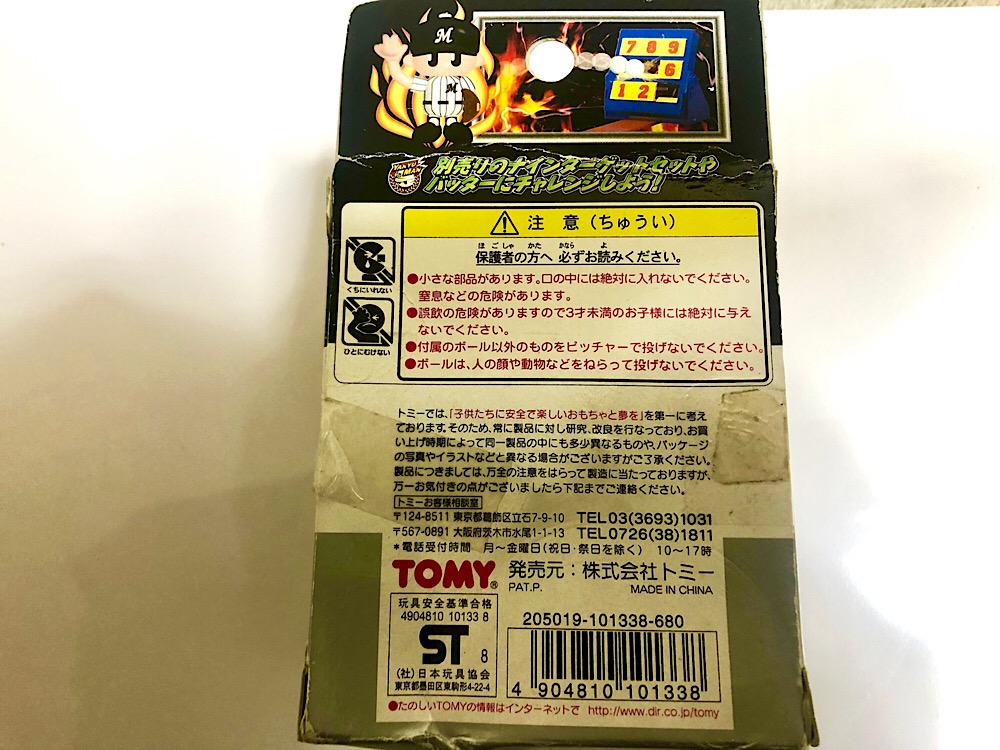 M
M
7 8 9
6
1 2
YAKYU MAN
別売りのナインターゲットセットや
バッターにチャレンジしよう!
注 意(ちゅうい)
ほごしゃ かた かなら よ
保護者の方へ 必ずお読みください。
●小さな部品があります。口の中には絶対に入れないでください。
窒息などの危険があります。
くちにいれない
●誤飲の危険がありますので3才未満のお子様には絶対に与え
ないでください。
●付属のボール以外のものをピッチャーで投げないでください。
ひとにむけない
●ボールは、人の顔や動物などをねらって投げないでください。
トミーでは、「子供たちに安全で楽しいおもちゃと夢を」を第一に考え
ております。そのため、常に製品に対し研究、改良を行なっており、お買
い上げ時期によって同一製品の中にも多少異なるものや、パッケージ
の写真やイラストなどと異なる場合がございますがご了承ください。
製品につきましては、万全の注意をはらって製造に当たっておりますが、
万一お気付きの点がございましたら下記までご連絡ください。
トミーお客様相談室
〒124-8511 東京都葛飾区立石7-9-10 TEL03(3693)1031
〒567-0891 大阪府茨木市水尾1-1-13 TEL0726(38)1811
*電話受付時間 月~金曜日(祝日・祭日を除く) 10~17時
TOMY® 発売元:株式会社トミー
PAT.P. MADE IN CHINA
玩具安全基準合格
4904810 10133 8
ST 8
(社)日本玩具協会
東京都墨田区東駒形4-22-4
205019-101338-680
4 904810 101338
●たのしいTOMYの情報はインターネットで http://www.dir.co.jp/tomy